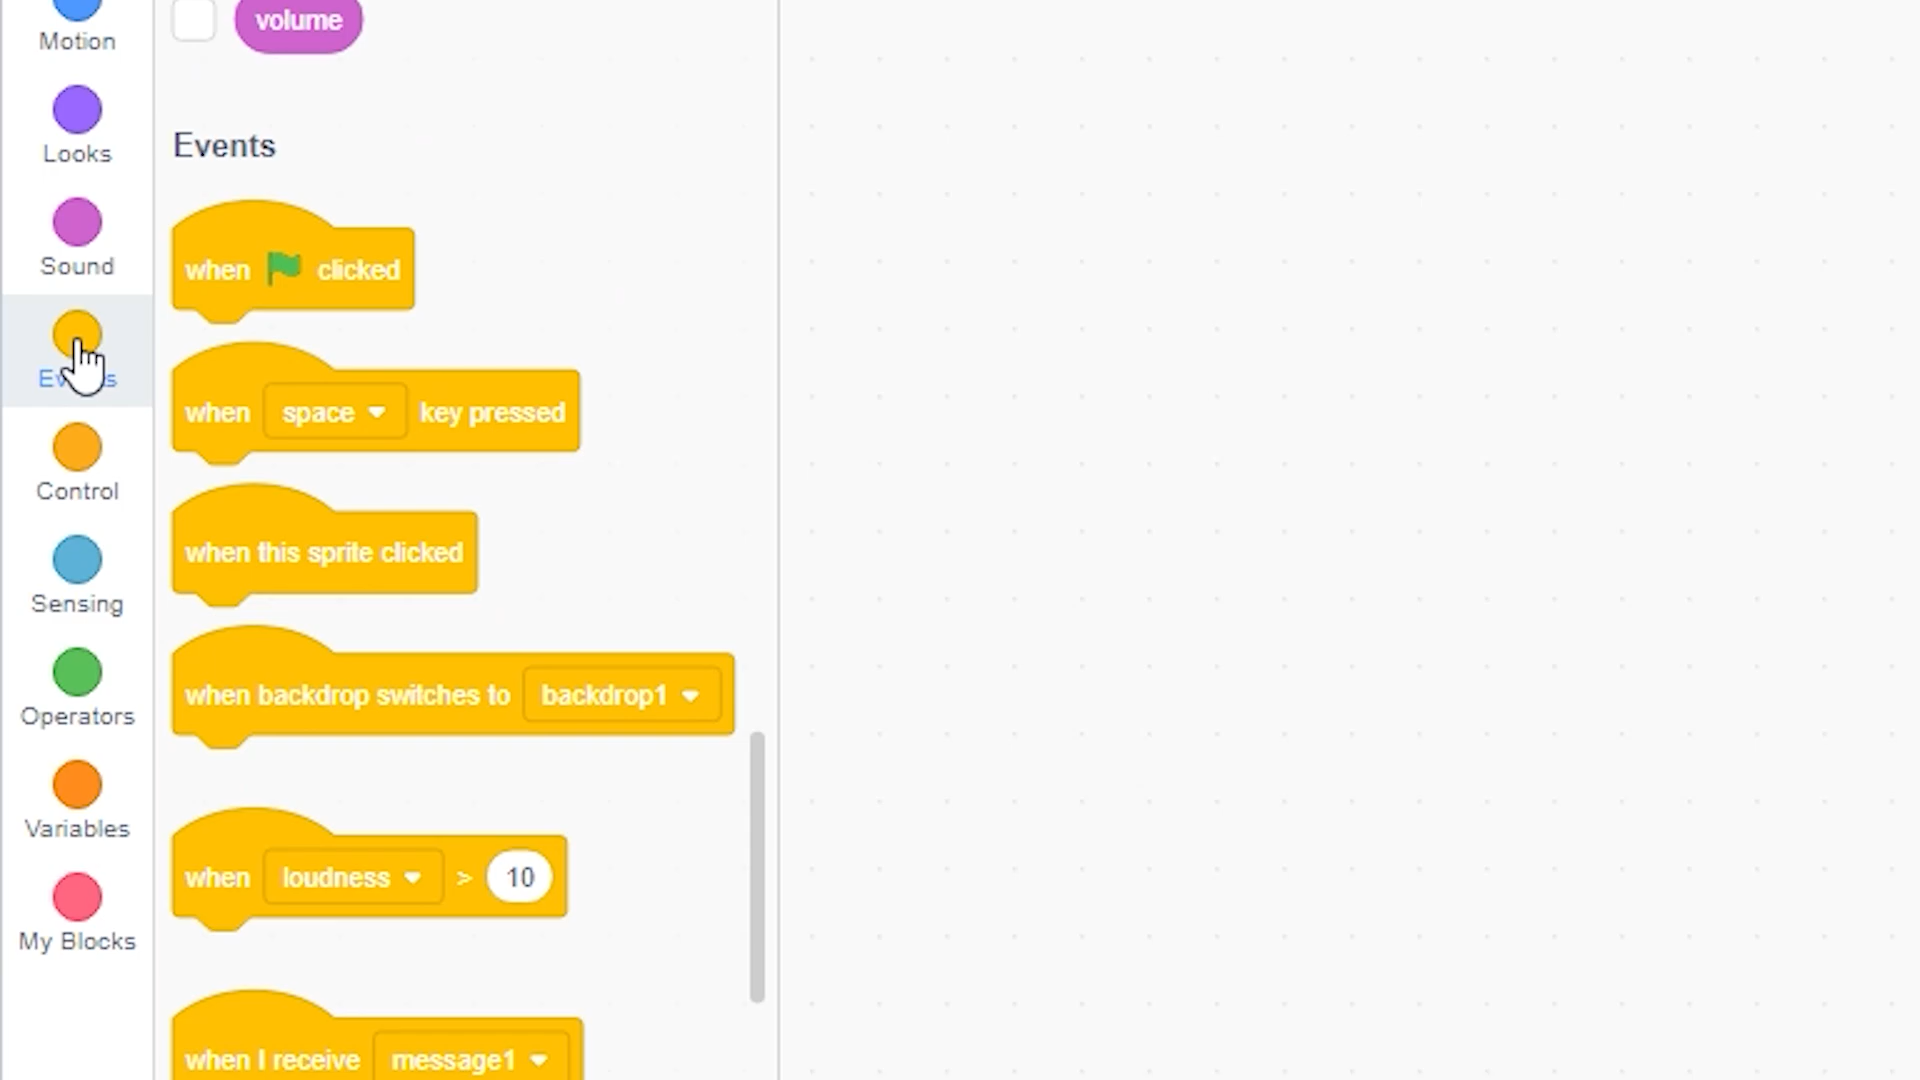 volume
Motion
Looks
Sound
Control
Sensing
Operators
Variables
My Blocks
Events
when clicked
when space key pressed
when this sprite clicked
when backdrop switches to backdrop1
when loudness > 10
when I receive message1